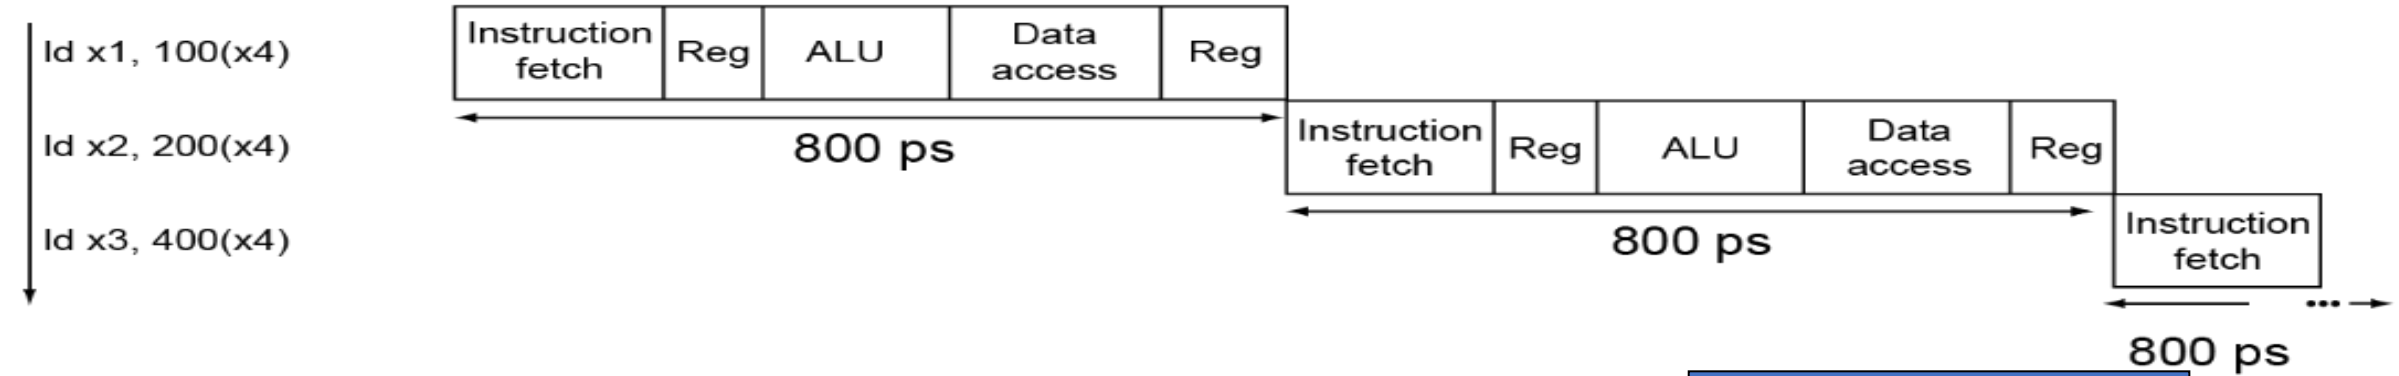 ld x1, 100(x4)
Instruction
fetch
Reg
ALU
Data
access
Reg
800 ps
ld x2, 200(x4)
Instruction
fetch
Reg
ALU
Data
access
Reg
800 ps
ld x3, 400(x4)
Instruction
fetch
...
800 ps